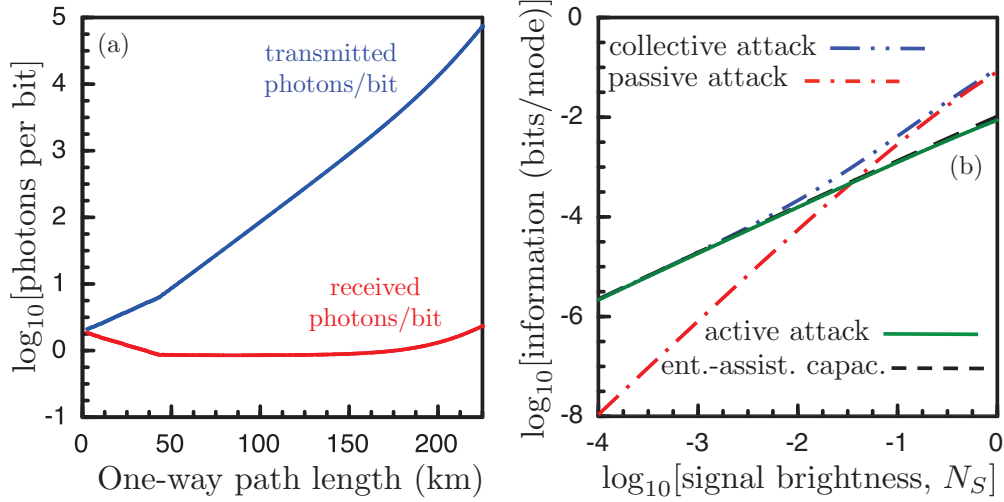 5
4
3
2
1
0
-1
0
50
100
150
200
log10[photons per bit]
One-way path length (km)
(a)
transmitted
photons/bit
received
photons/bit
-0
-2
-4
-6
-8
-4
-3
-2
-1
0
log10[information (bits/mode)]
log10[signal brightness, NS]
collective attack
passive attack
(b)
active attack
ent.-assist. capac.